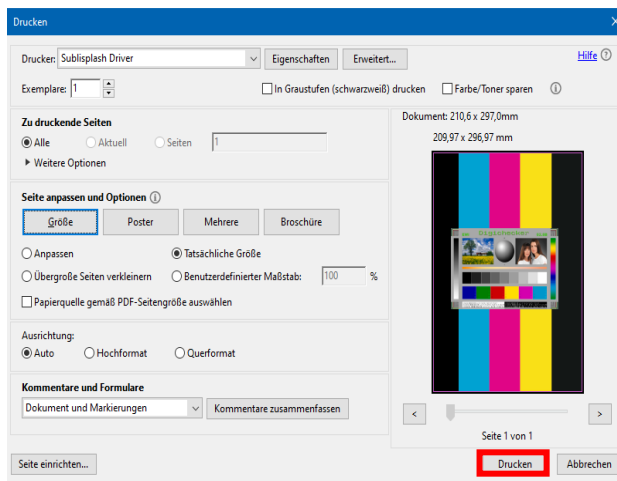 Drucken
Drucker: Sublisplash Driver Eigenschaften Erweitert... Hilfe
Exemplare: 1 In Graustufen (schwarzweiß) drucken Farbe/Toner sparen
Zu druckende Seiten
Alle Aktuell Seiten 1
Weitere Optionen
Seite anpassen und Optionen
Größe Poster Mehrere Broschüre
Anpassen Tatsächliche Größe
Übergroße Seiten verkleinern Benutzerdefinierter Maßstab: 100 %
Papierquelle gemäß PDF-Seitengröße auswählen
Ausrichtung:
Auto Hochformat Querformat
Kommentare und Formulare
Dokument und Markierungen Kommentare zusammenfassen
Dokument: 210,6 x 297,0mm
209,97 x 296,97 mm
< >
Seite 1 von 1
Seite einrichten... Drucken Abbrechen